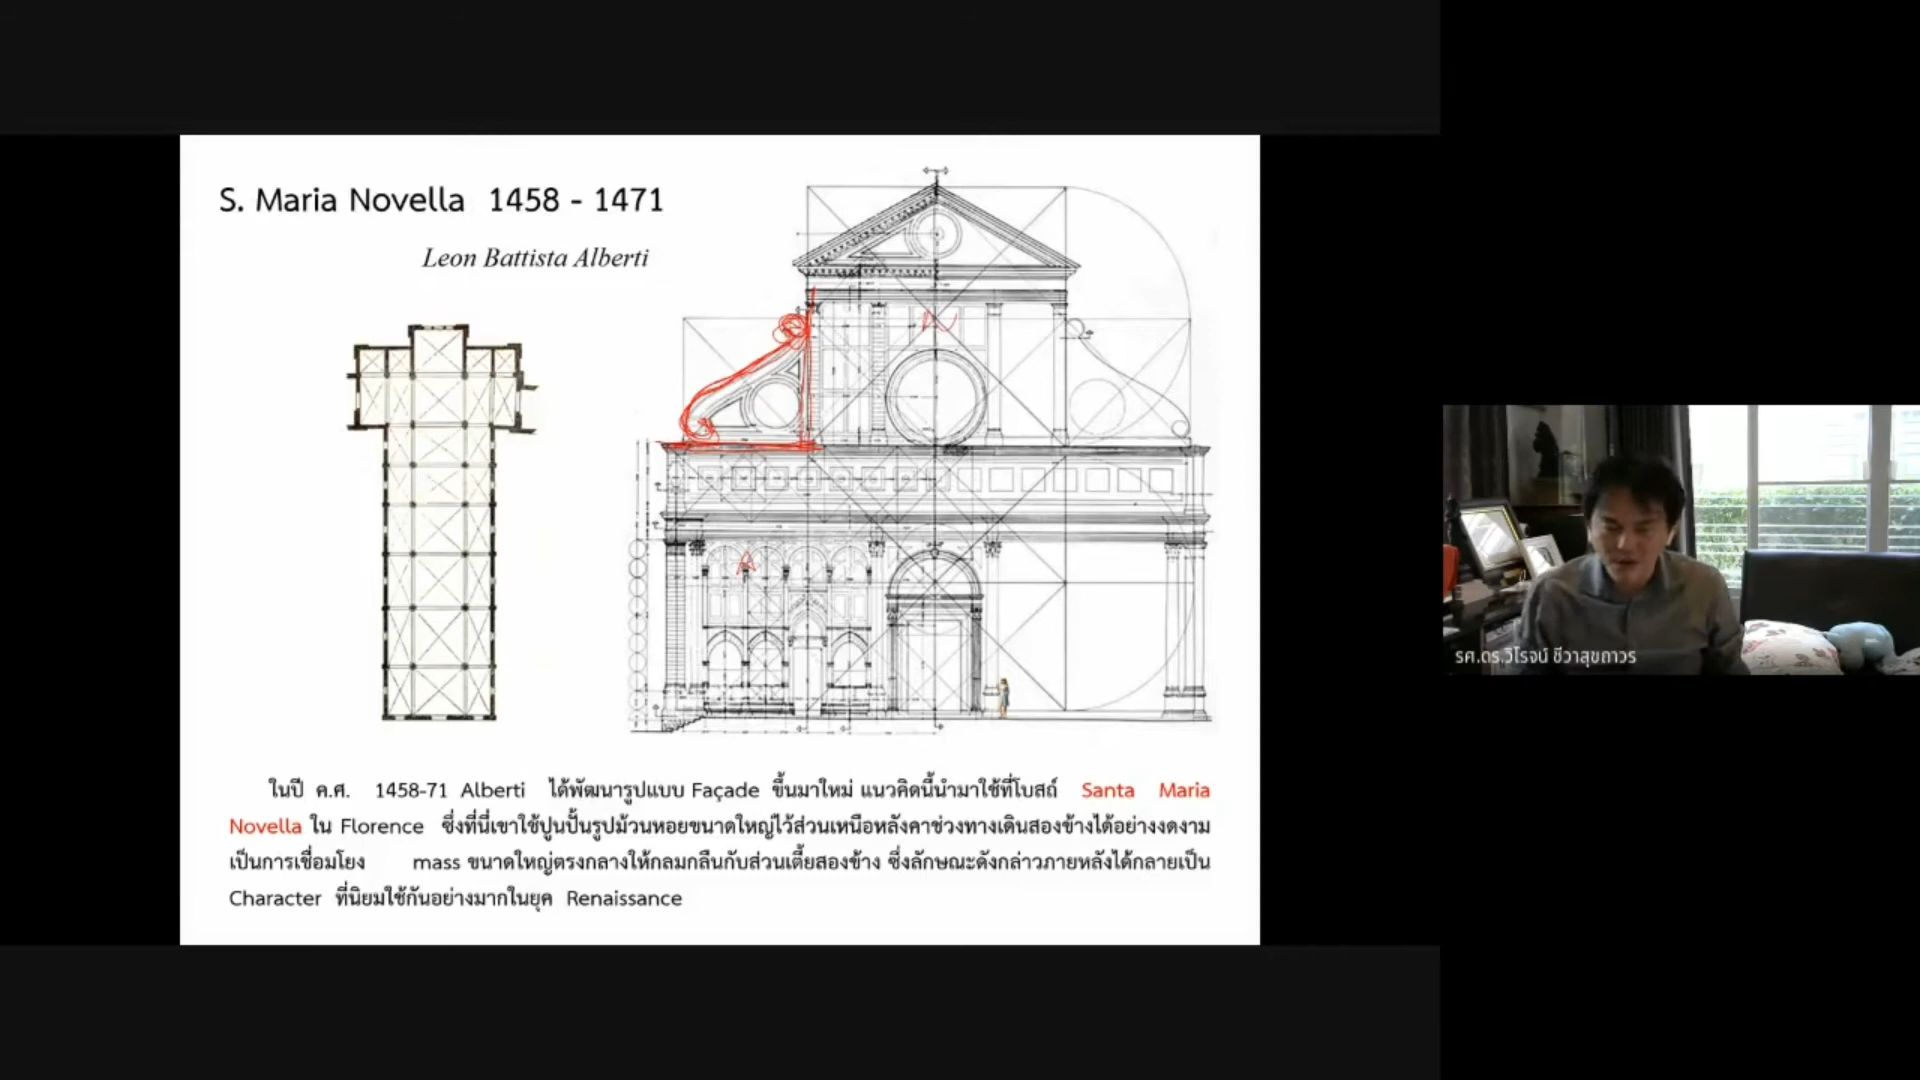 S. Maria Novella 1458 - 1471
Leon Battista Alberti
A
ในปี ค.ศ. 1458-71 Alberti ได้พัฒนารูปแบบ Façade ขึ้นมาใหม่ แนวคิดนี้นำมาใช้ที่โบสถ์ Santa Maria
Novella ใน Florence ซึ่งที่นี่เขาใช้ปูนปั้นรูปม้วนหอยขนาดใหญ่ไว้ส่วนเหนือหลังคาช่วงทางเดินสองข้างได้อย่างงดงาม
เป็นการเชื่อมโยง mass ขนาดใหญ่ตรงกลางให้กลมกลืนกับส่วนเตี้ยสองข้าง ซึ่งลักษณะดังกล่าวภายหลังได้กลายเป็น
Character ที่นิยมใช้กันอย่างมากในยุค Renaissance
รศ.ดร.วิโรจน์ ชีวาสุขถาวร